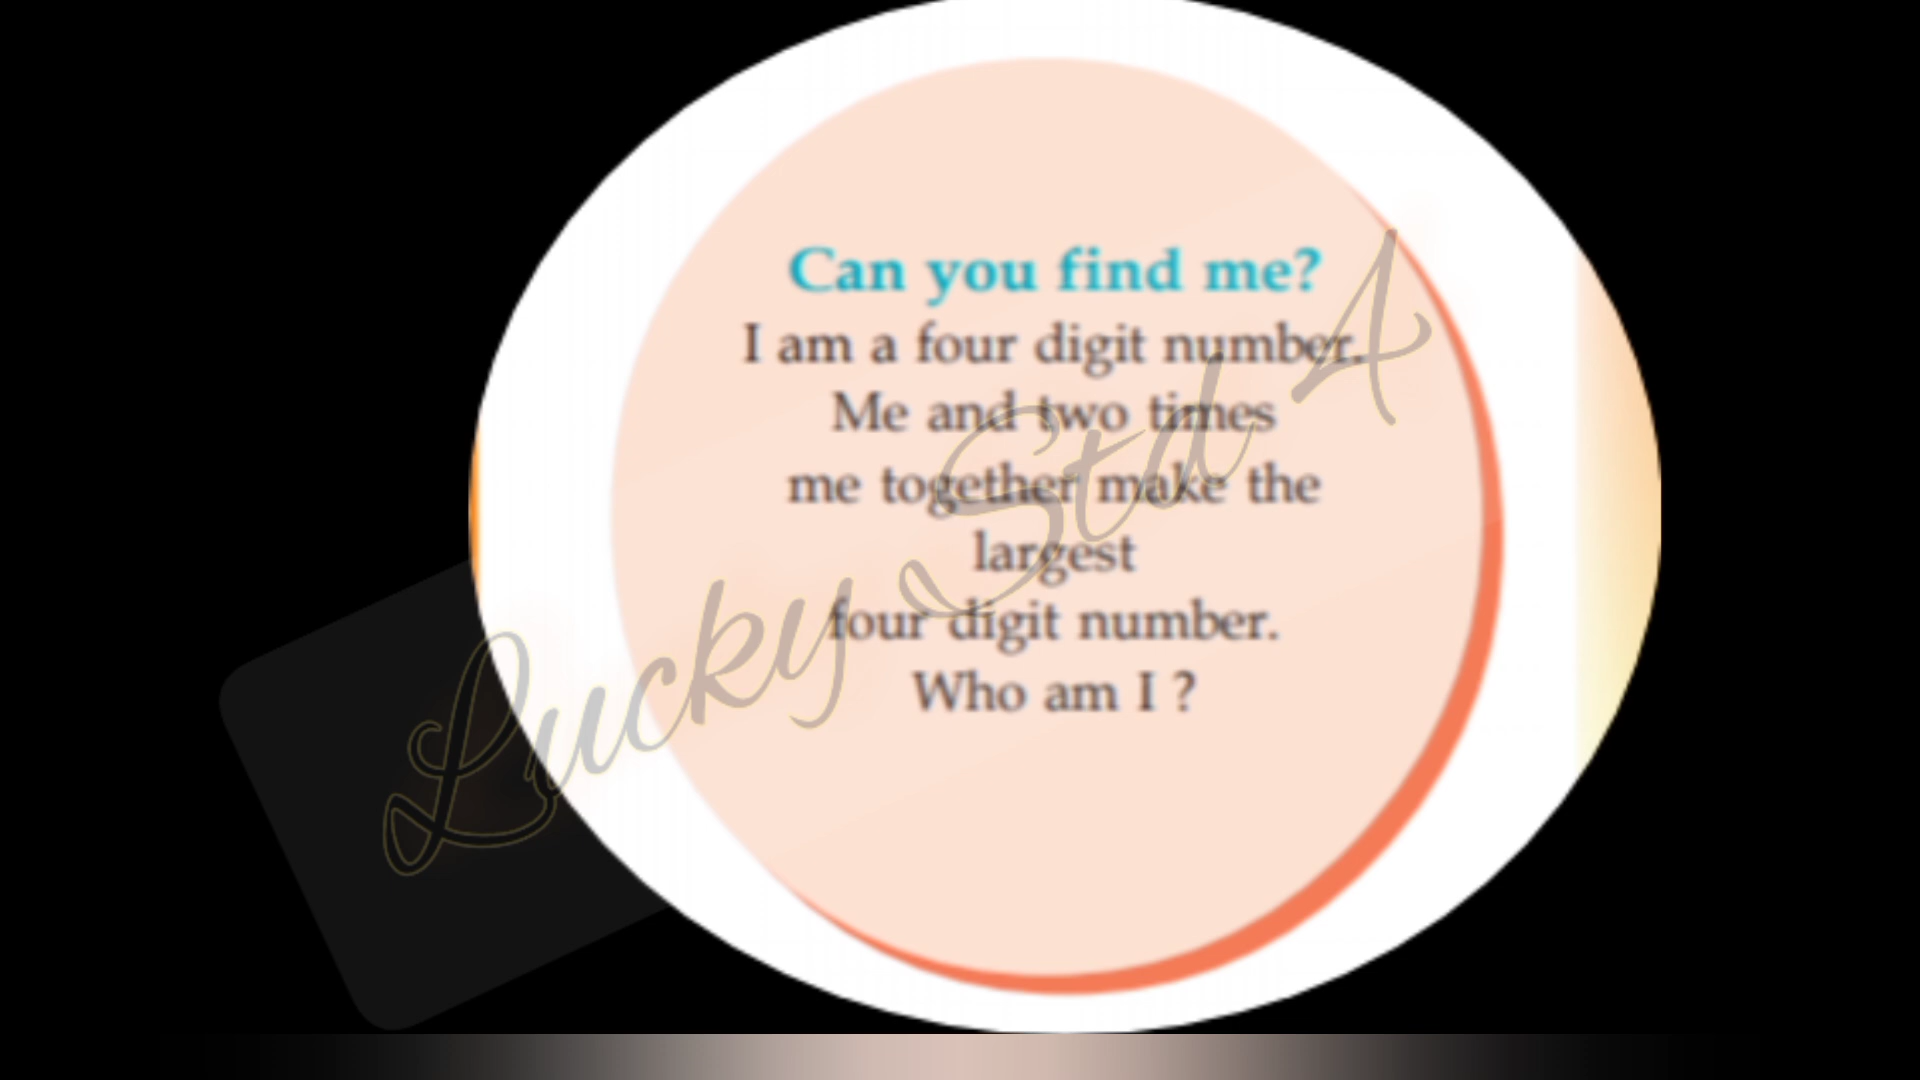 Can you find me?
I am a four digit number.
Me and two times
me together make the
largest
four digit number.
Who am I ?
Lucky Std 4